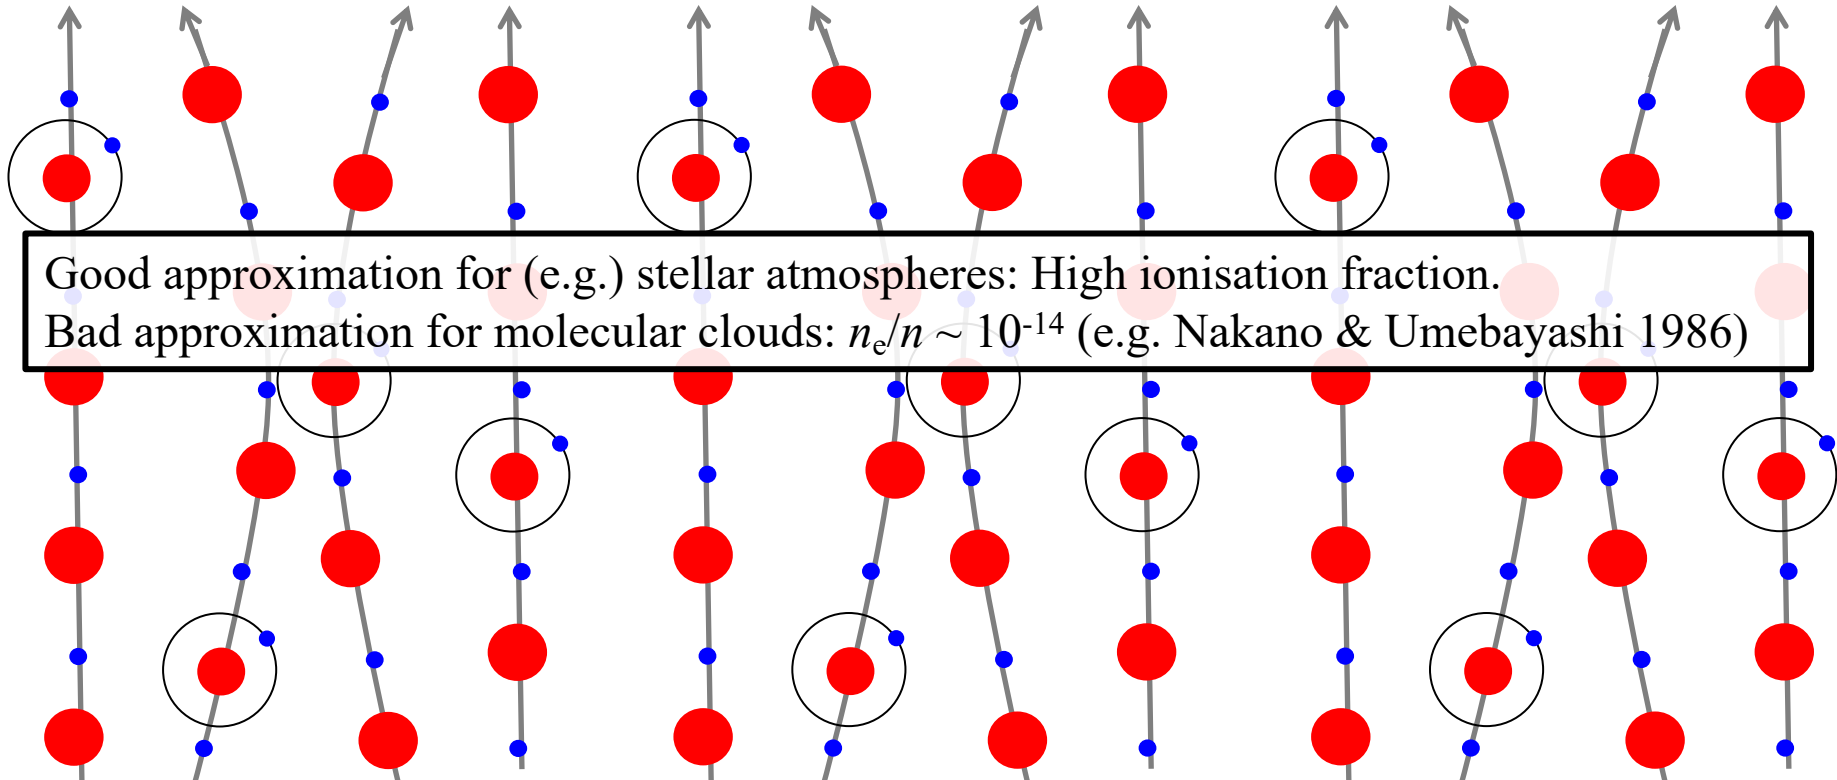 Good approximation for (e.g.) stellar atmospheres: High ionisation fraction.
Bad approximation for molecular clouds: nₑ/n ~ 10⁻¹⁴ (e.g. Nakano & Umebayashi 1986)